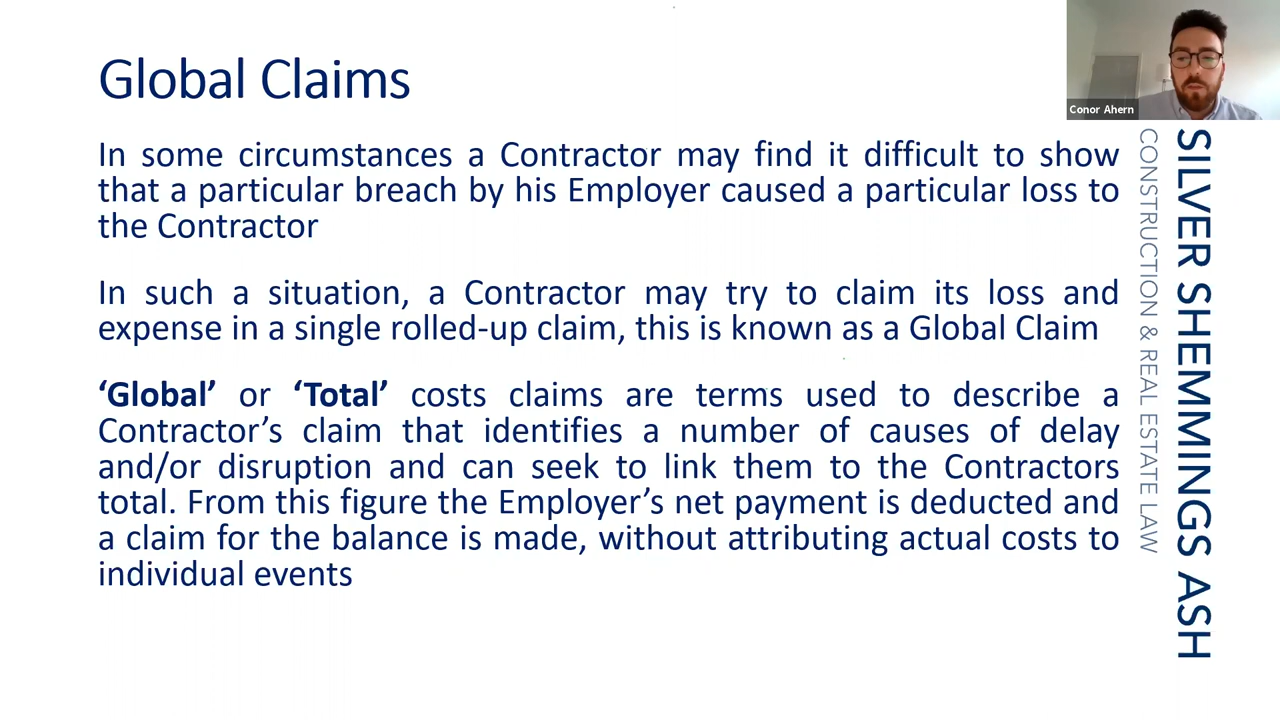 Global Claims
In some circumstances a Contractor may find it difficult to show
that a particular breach by his Employer caused a particular loss to
the Contractor
In such a situation, a Contractor may try to claim its loss and
expense in a single rolled-up claim, this is known as a Global Claim
‘Global’ or ‘Total’ costs claims are terms used to describe a
Contractor’s claim that identifies a number of causes of delay
and/or disruption and can seek to link them to the Contractors
total. From this figure the Employer’s net payment is deducted and
a claim for the balance is made, without attributing actual costs to
individual events
Conor Ahern
SILVER SHEMMINGS ASH
CONSTRUCTION & REAL ESTATE LAW